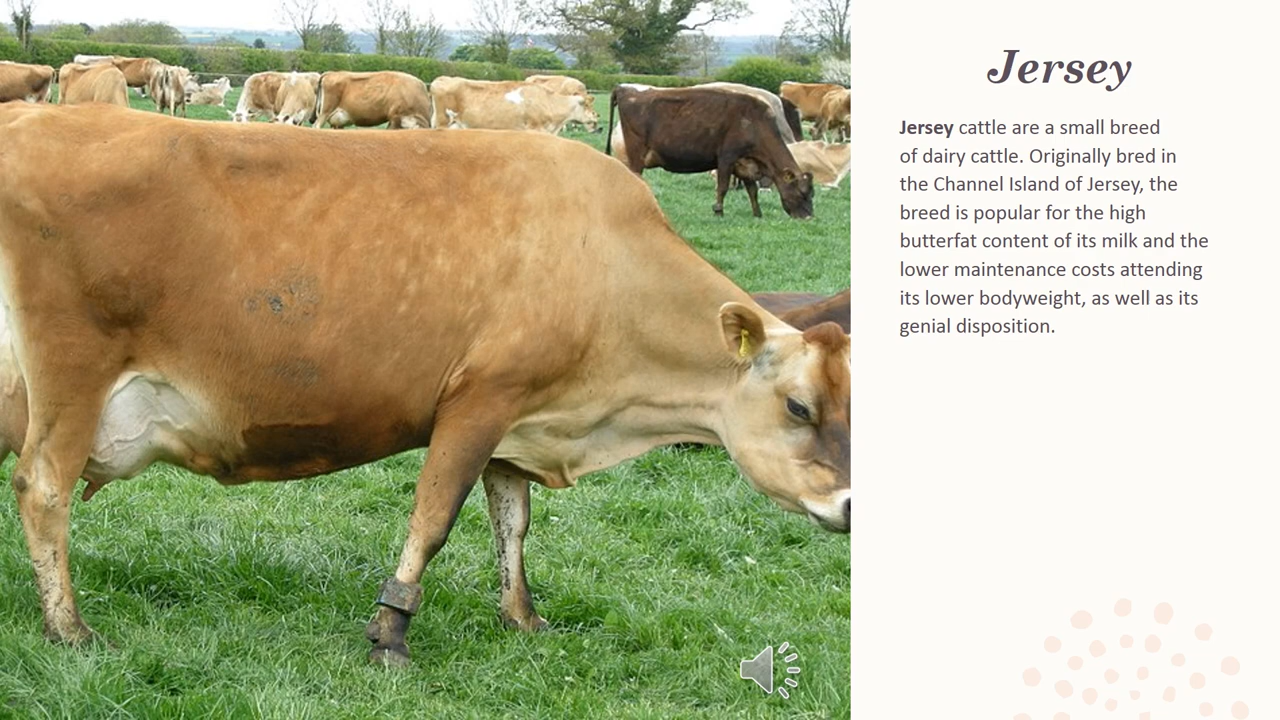 Jersey
Jersey cattle are a small breed
of dairy cattle. Originally bred in
the Channel Island of Jersey, the
breed is popular for the high
butterfat content of its milk and the
lower maintenance costs attending
its lower bodyweight, as well as its
genial disposition.